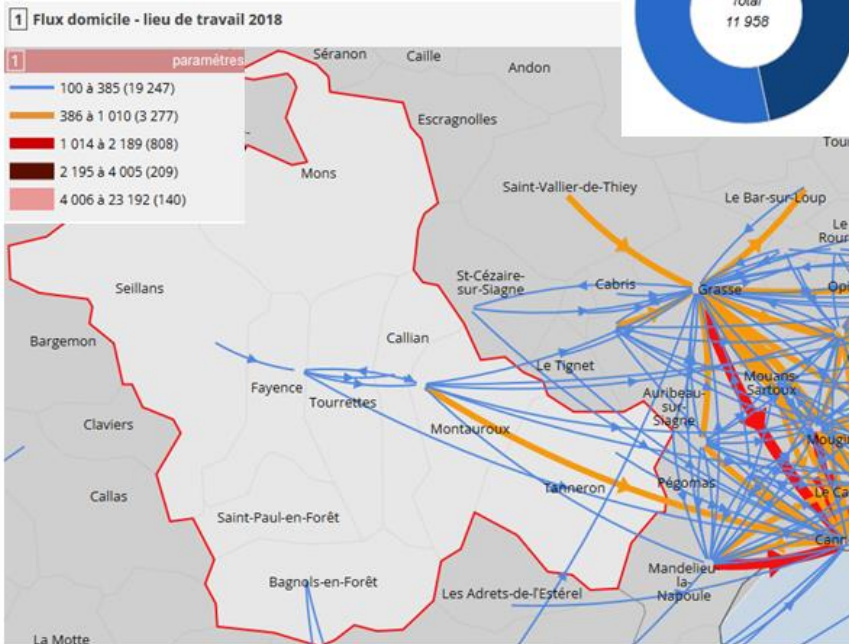 1 Flux domicile - lieu de travail 2018
Total
11 958
1 paramètres
100 à 385 (19 247)
386 à 1 010 (3 277)
1 014 à 2 189 (808)
2 195 à 4 005 (209)
4 006 à 23 192 (140)
Séranon
Caille
Andon
Escragnolles
Mons
Saint-Vallier-de-Thiey
Le Bar-sur-Loup
Le
Seillans
St-Cézaire-
sur-Siagne
Cabris
Grasse
Bargemon
Callian
Le Tignet
Fayence
Tourrettes
Auribeau-
sur-
Siagne
Mouans-
Sartoux
Claviers
Montauroux
Callas
Tanneron
Pégomas
Saint-Paul-en-Forêt
Bagnols-en-Forêt
Les Adrets-de-l'Estérel
Mandelieu-
la-
Napoule
La Motte